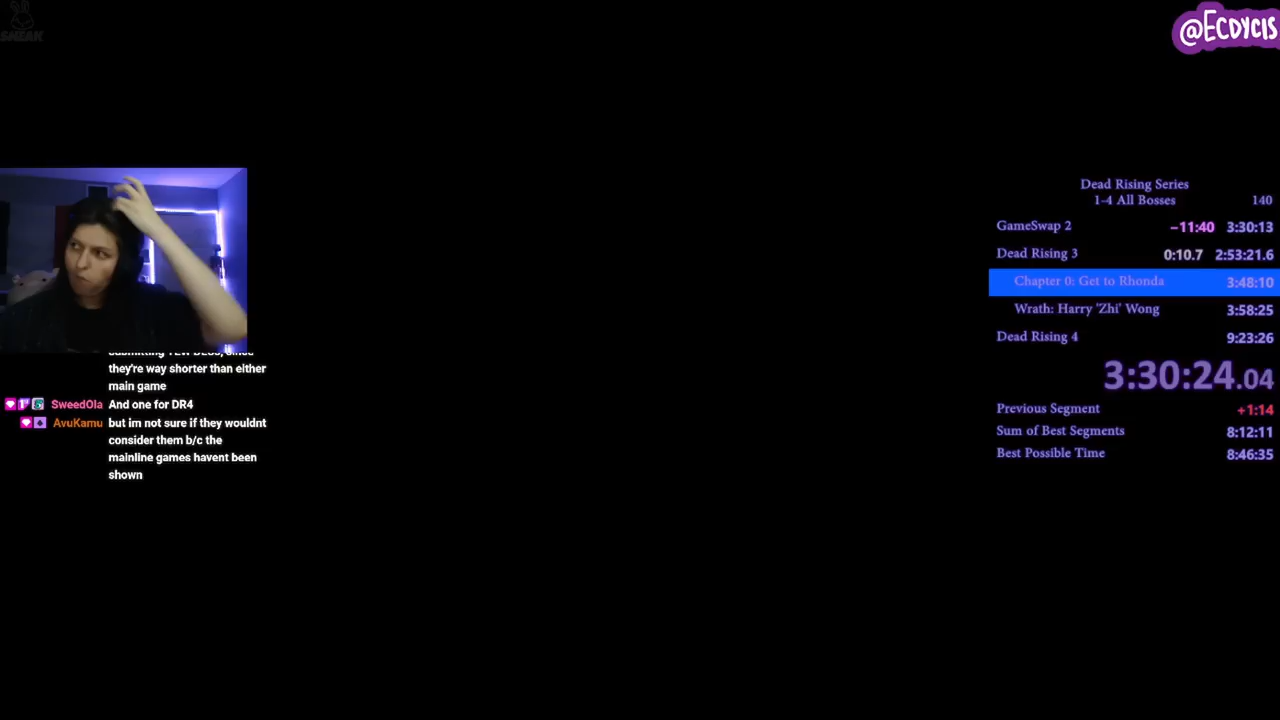 SNEAK
@ECDYCIS
Dead Rising Series
1-4 All Bosses 140
GameSwap 2 −11:40 3:30:13
Dead Rising 3 0:10.7 2:53:21.6
Chapter 0: Get to Rhonda 3:48:10
Wrath: Harry 'Zhi' Wong 3:58:25
Dead Rising 4 9:23:26
3:30:24.04
Previous Segment +1:14
Sum of Best Segments 8:12:11
Best Possible Time 8:46:35
they're way shorter than either
main game
SweedOla And one for DR4
AvuKamu but im not sure if they wouldnt
consider them b/c the
mainline games havent been
shown